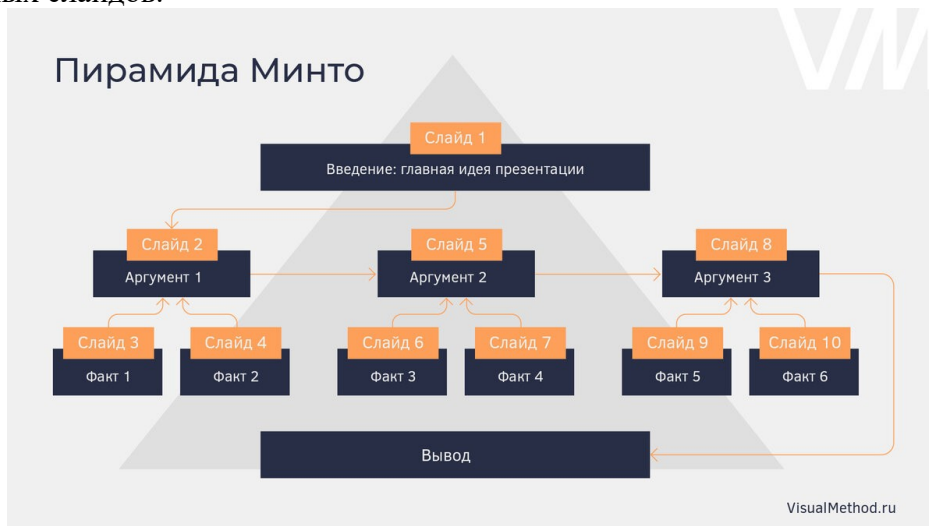 слайдов.
Пирамида Минто
VM
Слайд 1
Введение: главная идея презентации
Слайд 2
Аргумент 1
Слайд 5
Аргумент 2
Слайд 8
Аргумент 3
Слайд 3
Факт 1
Слайд 4
Факт 2
Слайд 6
Факт 3
Слайд 7
Факт 4
Слайд 9
Факт 5
Слайд 10
Факт 6
Вывод
VisualMethod.ru